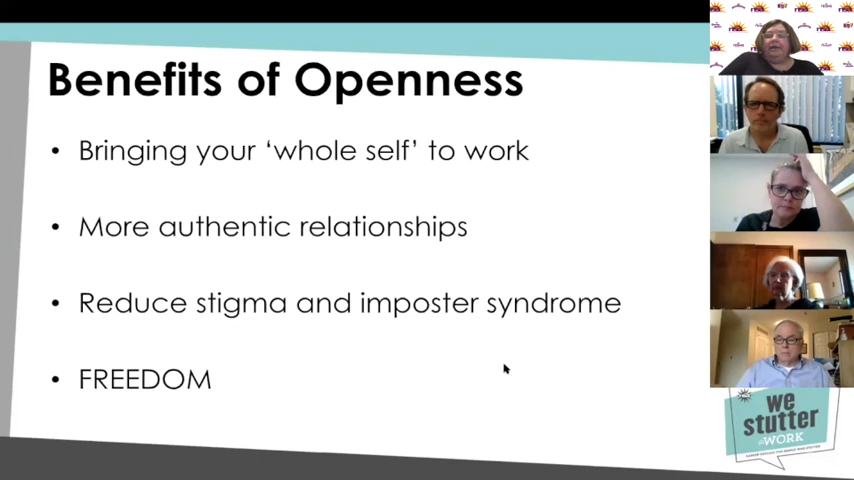 Benefits of Openness
• Bringing your ‘whole self’ to work
• More authentic relationships
• Reduce stigma and imposter syndrome
• FREEDOM
we
stutter
@WORK